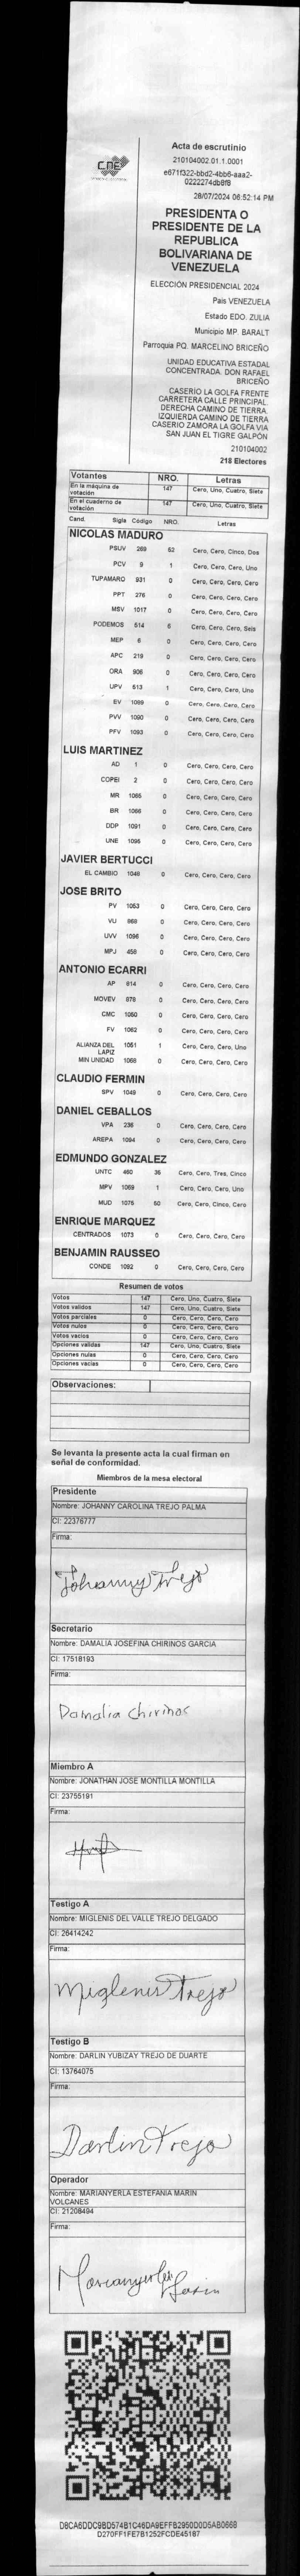 CNE
Acta de escrutinio
210104002.01.1.0001
e671f322-bbd2-4bb6-aaa2-
0222274db8f8
28/07/2024 06:52:14 PM
PRESIDENTA O
PRESIDENTE DE LA
REPUBLICA
BOLIVARIANA DE
VENEZUELA
ELECCIÓN PRESIDENCIAL 2024
Pais VENEZUELA
Estado EDO. ZULIA
Municipio MP. BARALT
Parroquia PQ. MARCELINO BRICEÑO
UNIDAD EDUCATIVA ESTADAL
CONCENTRADA. DON RAFAEL
BRICEÑO
CASERIO LA GOLFA FRENTE
CARRETERA CALLE PRINCIPAL.
DERECHA CAMINO DE TIERRA.
IZQUIERDA CAMINO DE TIERRA
CASERIO ZAMORA LA GOLFA VIA
SAN JUAN EL TIGRE GALPÓN
210104002
218 Electores
Votantes NRO. Letras
En la máquina de votación 147 Cero, Uno, Cuatro, Siete
En el cuaderno de votación 147 Cero, Uno, Cuatro, Siete
Cand. Sigla Código NRO. Letras
NICOLAS MADURO
PSUV 269 52 Cero, Cero, Cinco, Dos
PCV 9 1 Cero, Cero, Cero, Uno
TUPAMARO 931 0 Cero, Cero, Cero, Cero
PPT 276 0 Cero, Cero, Cero, Cero
MSV 1017 0 Cero, Cero, Cero, Cero
PODEMOS 514 6 Cero, Cero, Cero, Seis
MEP 6 0 Cero, Cero, Cero, Cero
APC 219 0 Cero, Cero, Cero, Cero
ORA 906 0 Cero, Cero, Cero, Cero
UPV 513 1 Cero, Cero, Cero, Uno
EV 1089 0 Cero, Cero, Cero, Cero
PVV 1090 0 Cero, Cero, Cero, Cero
PFV 1093 0 Cero, Cero, Cero, Cero
LUIS MARTINEZ
AD 1 0 Cero, Cero, Cero, Cero
COPEI 2 0 Cero, Cero, Cero, Cero
MR 1065 0 Cero, Cero, Cero, Cero
BR 1066 0 Cero, Cero, Cero, Cero
DDP 1091 0 Cero, Cero, Cero, Cero
UNE 1095 0 Cero, Cero, Cero, Cero
JAVIER BERTUCCI
EL CAMBIO 1048 0 Cero, Cero, Cero, Cero
JOSE BRITO
PV 1053 0 Cero, Cero, Cero, Cero
VU 868 0 Cero, Cero, Cero, Cero
UVV 1096 0 Cero, Cero, Cero, Cero
MPJ 458 0 Cero, Cero, Cero, Cero
ANTONIO ECARRI
AP 814 0 Cero, Cero, Cero, Cero
MOVEV 878 0 Cero, Cero, Cero, Cero
CMC 1050 0 Cero, Cero, Cero, Cero
FV 1062 0 Cero, Cero, Cero, Cero
ALIANZA DEL LAPIZ 1051 1 Cero, Cero, Cero, Uno
MIN UNIDAD 1058 0 Cero, Cero, Cero, Cero
CLAUDIO FERMIN
SPV 1049 0 Cero, Cero, Cero, Cero
DANIEL CEBALLOS
VPA 236 0 Cero, Cero, Cero, Cero
AREPA 1094 0 Cero, Cero, Cero, Cero
EDMUNDO GONZALEZ
UNTC 460 35 Cero, Cero, Tres, Cinco
MPV 1069 1 Cero, Cero, Cero, Uno
MUD 1075 50 Cero, Cero, Cinco, Cero
ENRIQUE MARQUEZ
CENTRADOS 1073 0 Cero, Cero, Cero, Cero
BENJAMIN RAUSSEO
CONDE 1092 0 Cero, Cero, Cero, Cero
Resumen de votos
Votos 147 Cero, Uno, Cuatro, Siete
Votos validos 147 Cero, Uno, Cuatro, Siete
Votos parciales 0 Cero, Cero, Cero, Cero
Votos nulos 0 Cero, Cero, Cero, Cero
Votos vacios 0 Cero, Cero, Cero, Cero
Opciones validas 147 Cero, Uno, Cuatro, Siete
Opciones nulas 0 Cero, Cero, Cero, Cero
Opciones vacias 0 Cero, Cero, Cero, Cero
Observaciones:
Se levanta la presente acta la cual firman en
señal de conformidad.
Miembros de la mesa electoral
Presidente
Nombre: JOHANNY CAROLINA TREJO PALMA
CI: 22376777
Firma:
Johanny Trejo
Secretario
Nombre: DAMALIA JOSEFINA CHIRINOS GARCIA
CI: 17518193
Firma:
Damalia Chirinos
Miembro A
Nombre: JONATHAN JOSE MONTILLA MONTILLA
CI: 23755191
Firma:
Testigo A
Nombre: MIGLENIS DEL VALLE TREJO DELGADO
CI: 26414242
Firma:
Miglenis Trejo
Testigo B
Nombre: DARLIN YUBIZAY TREJO DE DUARTE
CI: 13764075
Firma:
Darlin Trejo
Operador
Nombre: MARIANYERLA ESTEFANIA MARIN
VOLCANES
CI: 21208494
Firma:
Marianyerla Marin
D8CA6DDC9BD574B1C46DA9EFFB2950D0D5AB0668
D270FF1FE7B1252FCDE45187